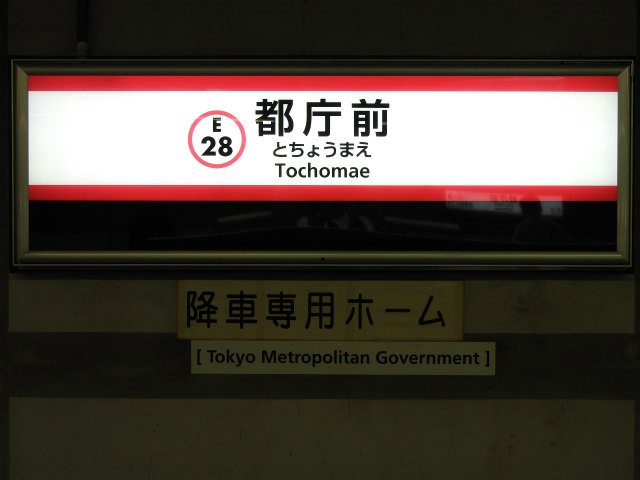 E
28
都庁前
とちょうまえ
Tochomae
降車専用ホーム
[ Tokyo Metropolitan Government ]